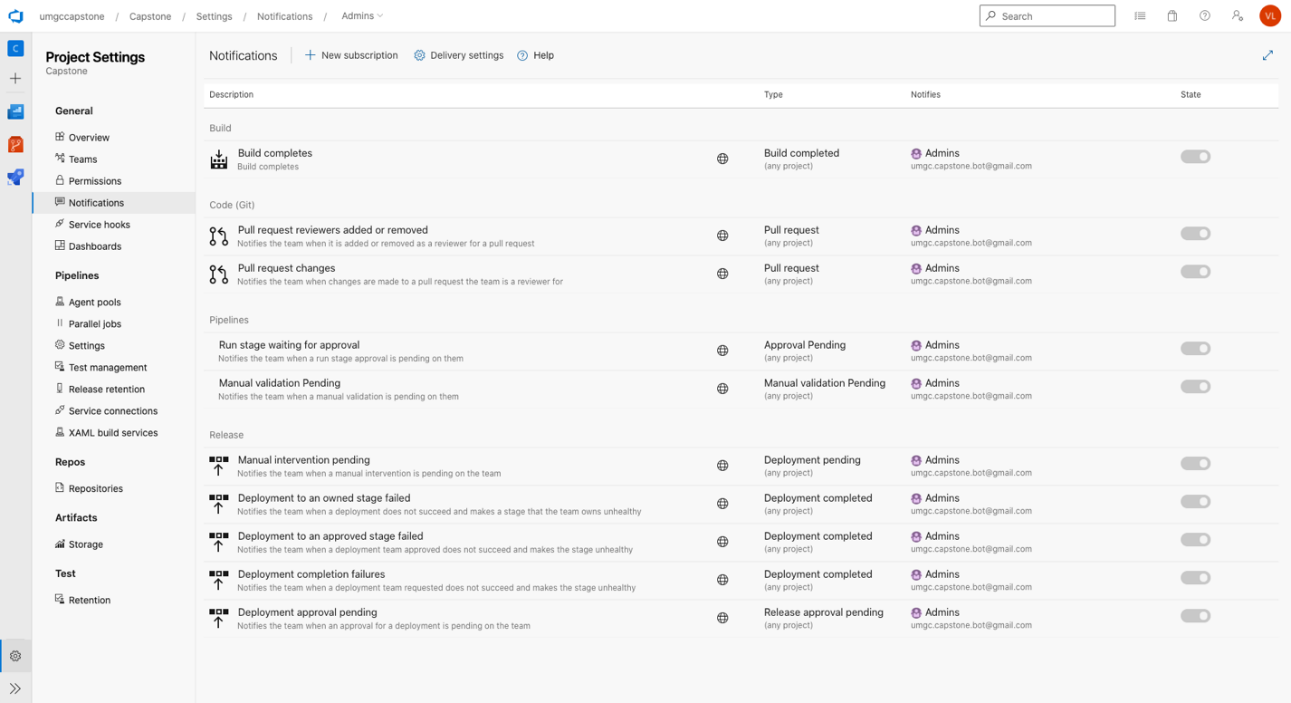 umgccapstone / Capstone / Settings / Notifications / Admins
Search
VL
C
Project Settings
Capstone
General
Overview
Teams
Permissions
Notifications
Service hooks
Dashboards
Pipelines
Agent pools
Parallel jobs
Settings
Test management
Release retention
Service connections
XAML build services
Repos
Repositories
Artifacts
Storage
Test
Retention
Notifications New subscription Delivery settings Help
Description Type Notifies State
Build
Build completes Build completed Admins
Build completes (any project) umgc.capstone.bot@gmail.com
Code (Git)
Pull request reviewers added or removed Pull request Admins
Notifies the team when it is added or removed as a reviewer for a pull request (any project) umgc.capstone.bot@gmail.com
Pull request changes Pull request Admins
Notifies the team when changes are made to a pull request the team is a reviewer for (any project) umgc.capstone.bot@gmail.com
Pipelines
Run stage waiting for approval Approval Pending Admins
Notifies the team when a run stage approval is pending on them (any project) umgc.capstone.bot@gmail.com
Manual validation Pending Manual validation Pending Admins
Notifies the team when a manual validation is pending on them (any project) umgc.capstone.bot@gmail.com
Release
Manual intervention pending Deployment pending Admins
Notifies the team when a manual intervention is pending on the team (any project) umgc.capstone.bot@gmail.com
Deployment to an owned stage failed Deployment completed Admins
Notifies the team when a deployment does not succeed and makes a stage that the team owns unhealthy (any project) umgc.capstone.bot@gmail.com
Deployment to an approved stage failed Deployment completed Admins
Notifies the team when a deployment team approved does not succeed and makes the stage unhealthy (any project) umgc.capstone.bot@gmail.com
Deployment completion failures Deployment completed Admins
Notifies the team when a deployment team requested does not succeed and makes the stage unhealthy (any project) umgc.capstone.bot@gmail.com
Deployment approval pending Release approval pending Admins
Notifies the team when an approval for a deployment is pending on the team (any project) umgc.capstone.bot@gmail.com